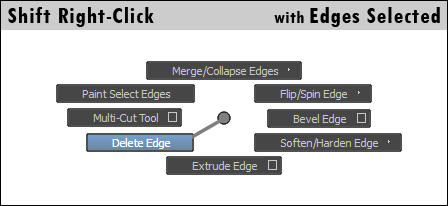 Shift Right-Click with Edges Selected
Merge/Collapse Edges
Paint Select Edges Flip/Spin Edge
Multi-Cut Tool Bevel Edge
Delete Edge Soften/Harden Edge
Extrude Edge